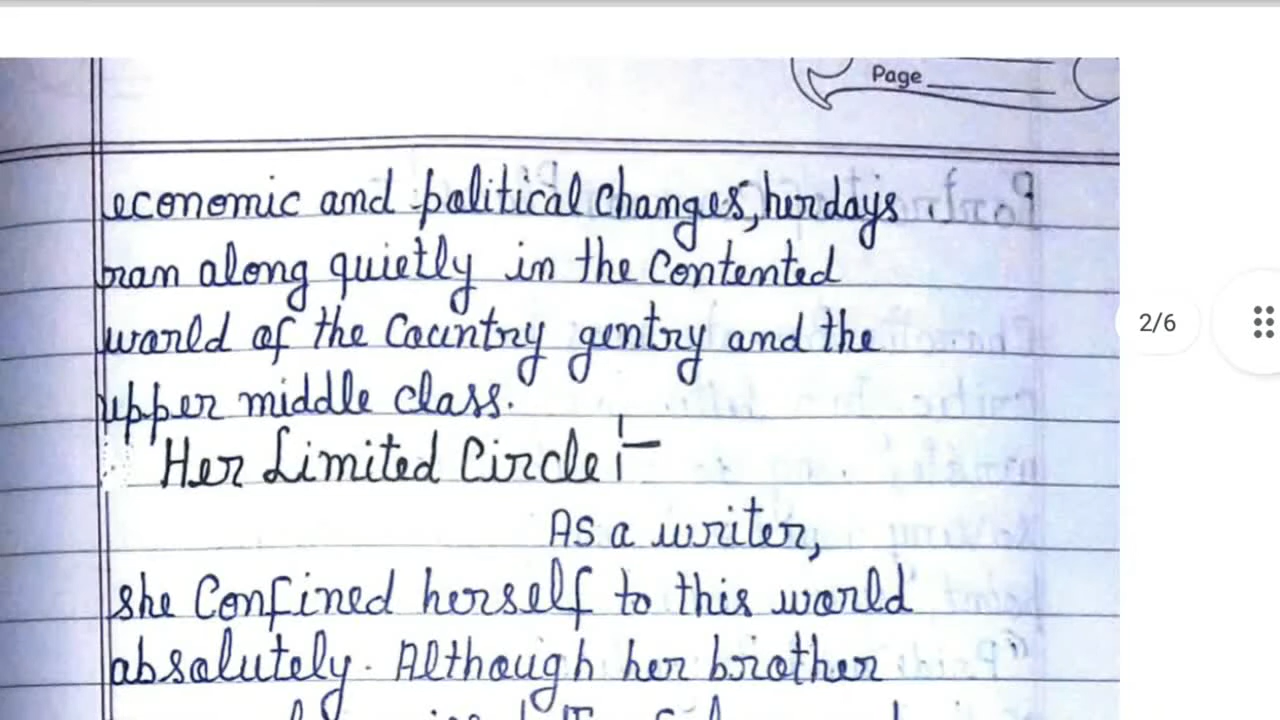 Page
economic and political changes, her days
ran along quietly in the contented
world of the Country gentry and the
upper middle class.
Her Limited Circle:-
As a writer,
she Confined herself to this world
absolutely. Although her brother
2/6